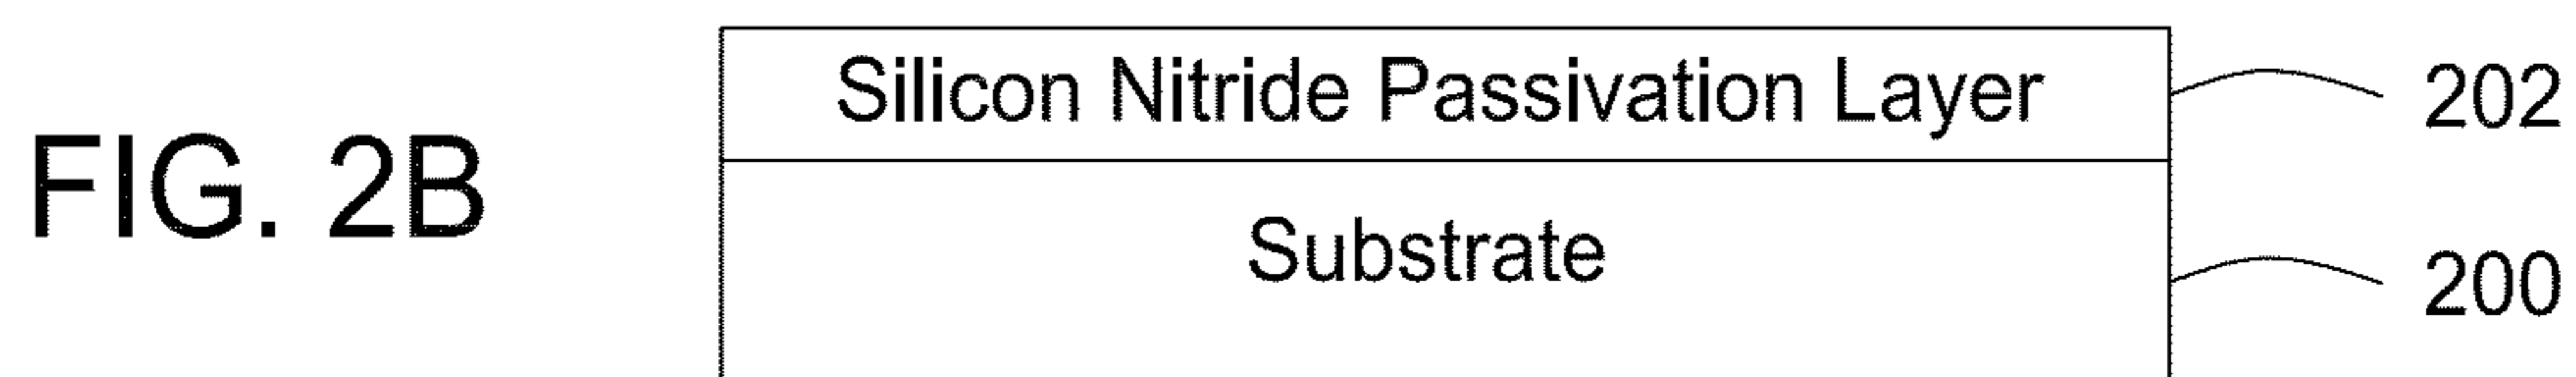 Silicon Nitride Passivation Layer 202
FIG. 2B
Substrate 200